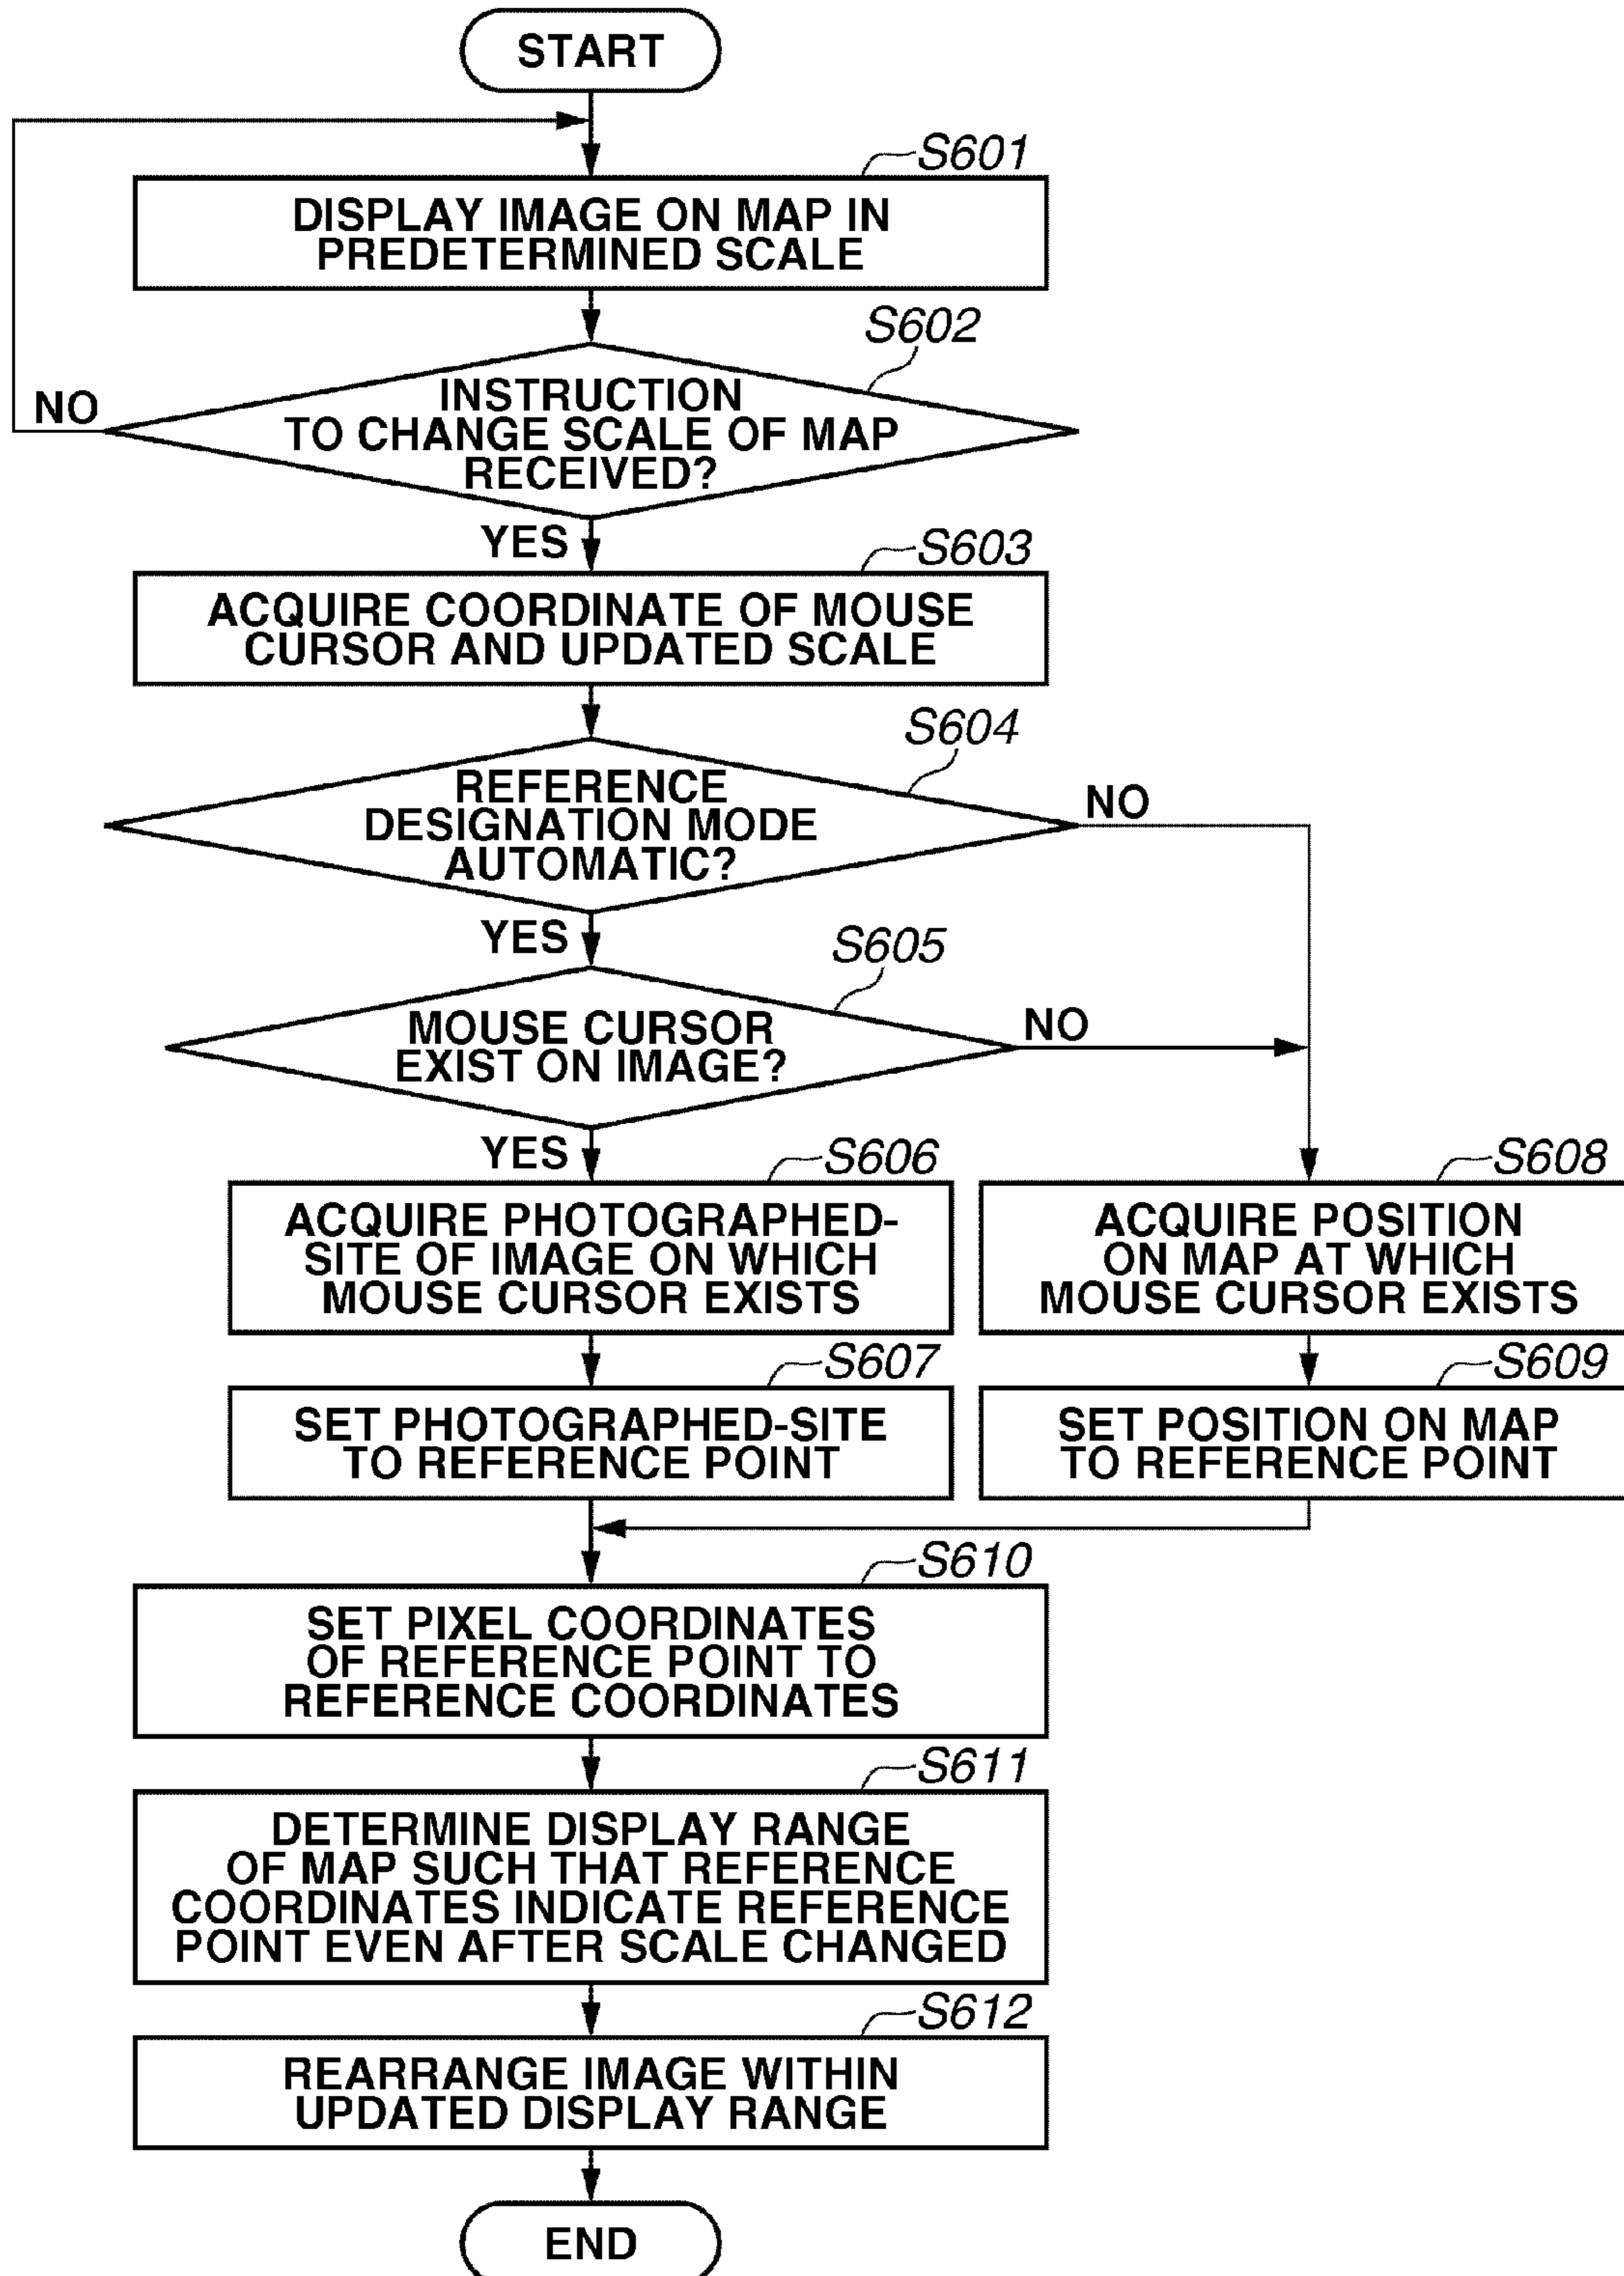 START
S601
DISPLAY IMAGE ON MAP IN
PREDETERMINED SCALE
S602
INSTRUCTION
TO CHANGE SCALE OF MAP
RECEIVED?
NO
YES
S603
ACQUIRE COORDINATE OF MOUSE
CURSOR AND UPDATED SCALE
S604
REFERENCE
DESIGNATION MODE
AUTOMATIC?
NO
YES
S605
MOUSE CURSOR
EXIST ON IMAGE?
NO
YES
S606
ACQUIRE PHOTOGRAPHED-
SITE OF IMAGE ON WHICH
MOUSE CURSOR EXISTS
S608
ACQUIRE POSITION
ON MAP AT WHICH
MOUSE CURSOR EXISTS
S607
SET PHOTOGRAPHED-SITE
TO REFERENCE POINT
S609
SET POSITION ON MAP
TO REFERENCE POINT
S610
SET PIXEL COORDINATES
OF REFERENCE POINT TO
REFERENCE COORDINATES
S611
DETERMINE DISPLAY RANGE
OF MAP SUCH THAT REFERENCE
COORDINATES INDICATE REFERENCE
POINT EVEN AFTER SCALE CHANGED
S612
REARRANGE IMAGE WITHIN
UPDATED DISPLAY RANGE
END